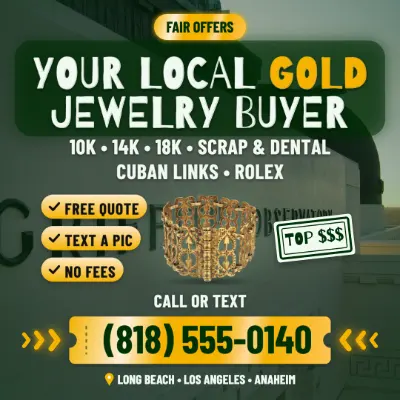 FAIR OFFERS
YOUR LOCAL GOLD
JEWELRY BUYER
10K • 14K • 18K • SCRAP & DENTAL
CUBAN LINKS • ROLEX
FREE QUOTE
TEXT A PIC
NO FEES
OBSERVATORY
TOP $$$
CALL OR TEXT
(818) 555-0140
LONG BEACH • LOS ANGELES • ANAHEIM